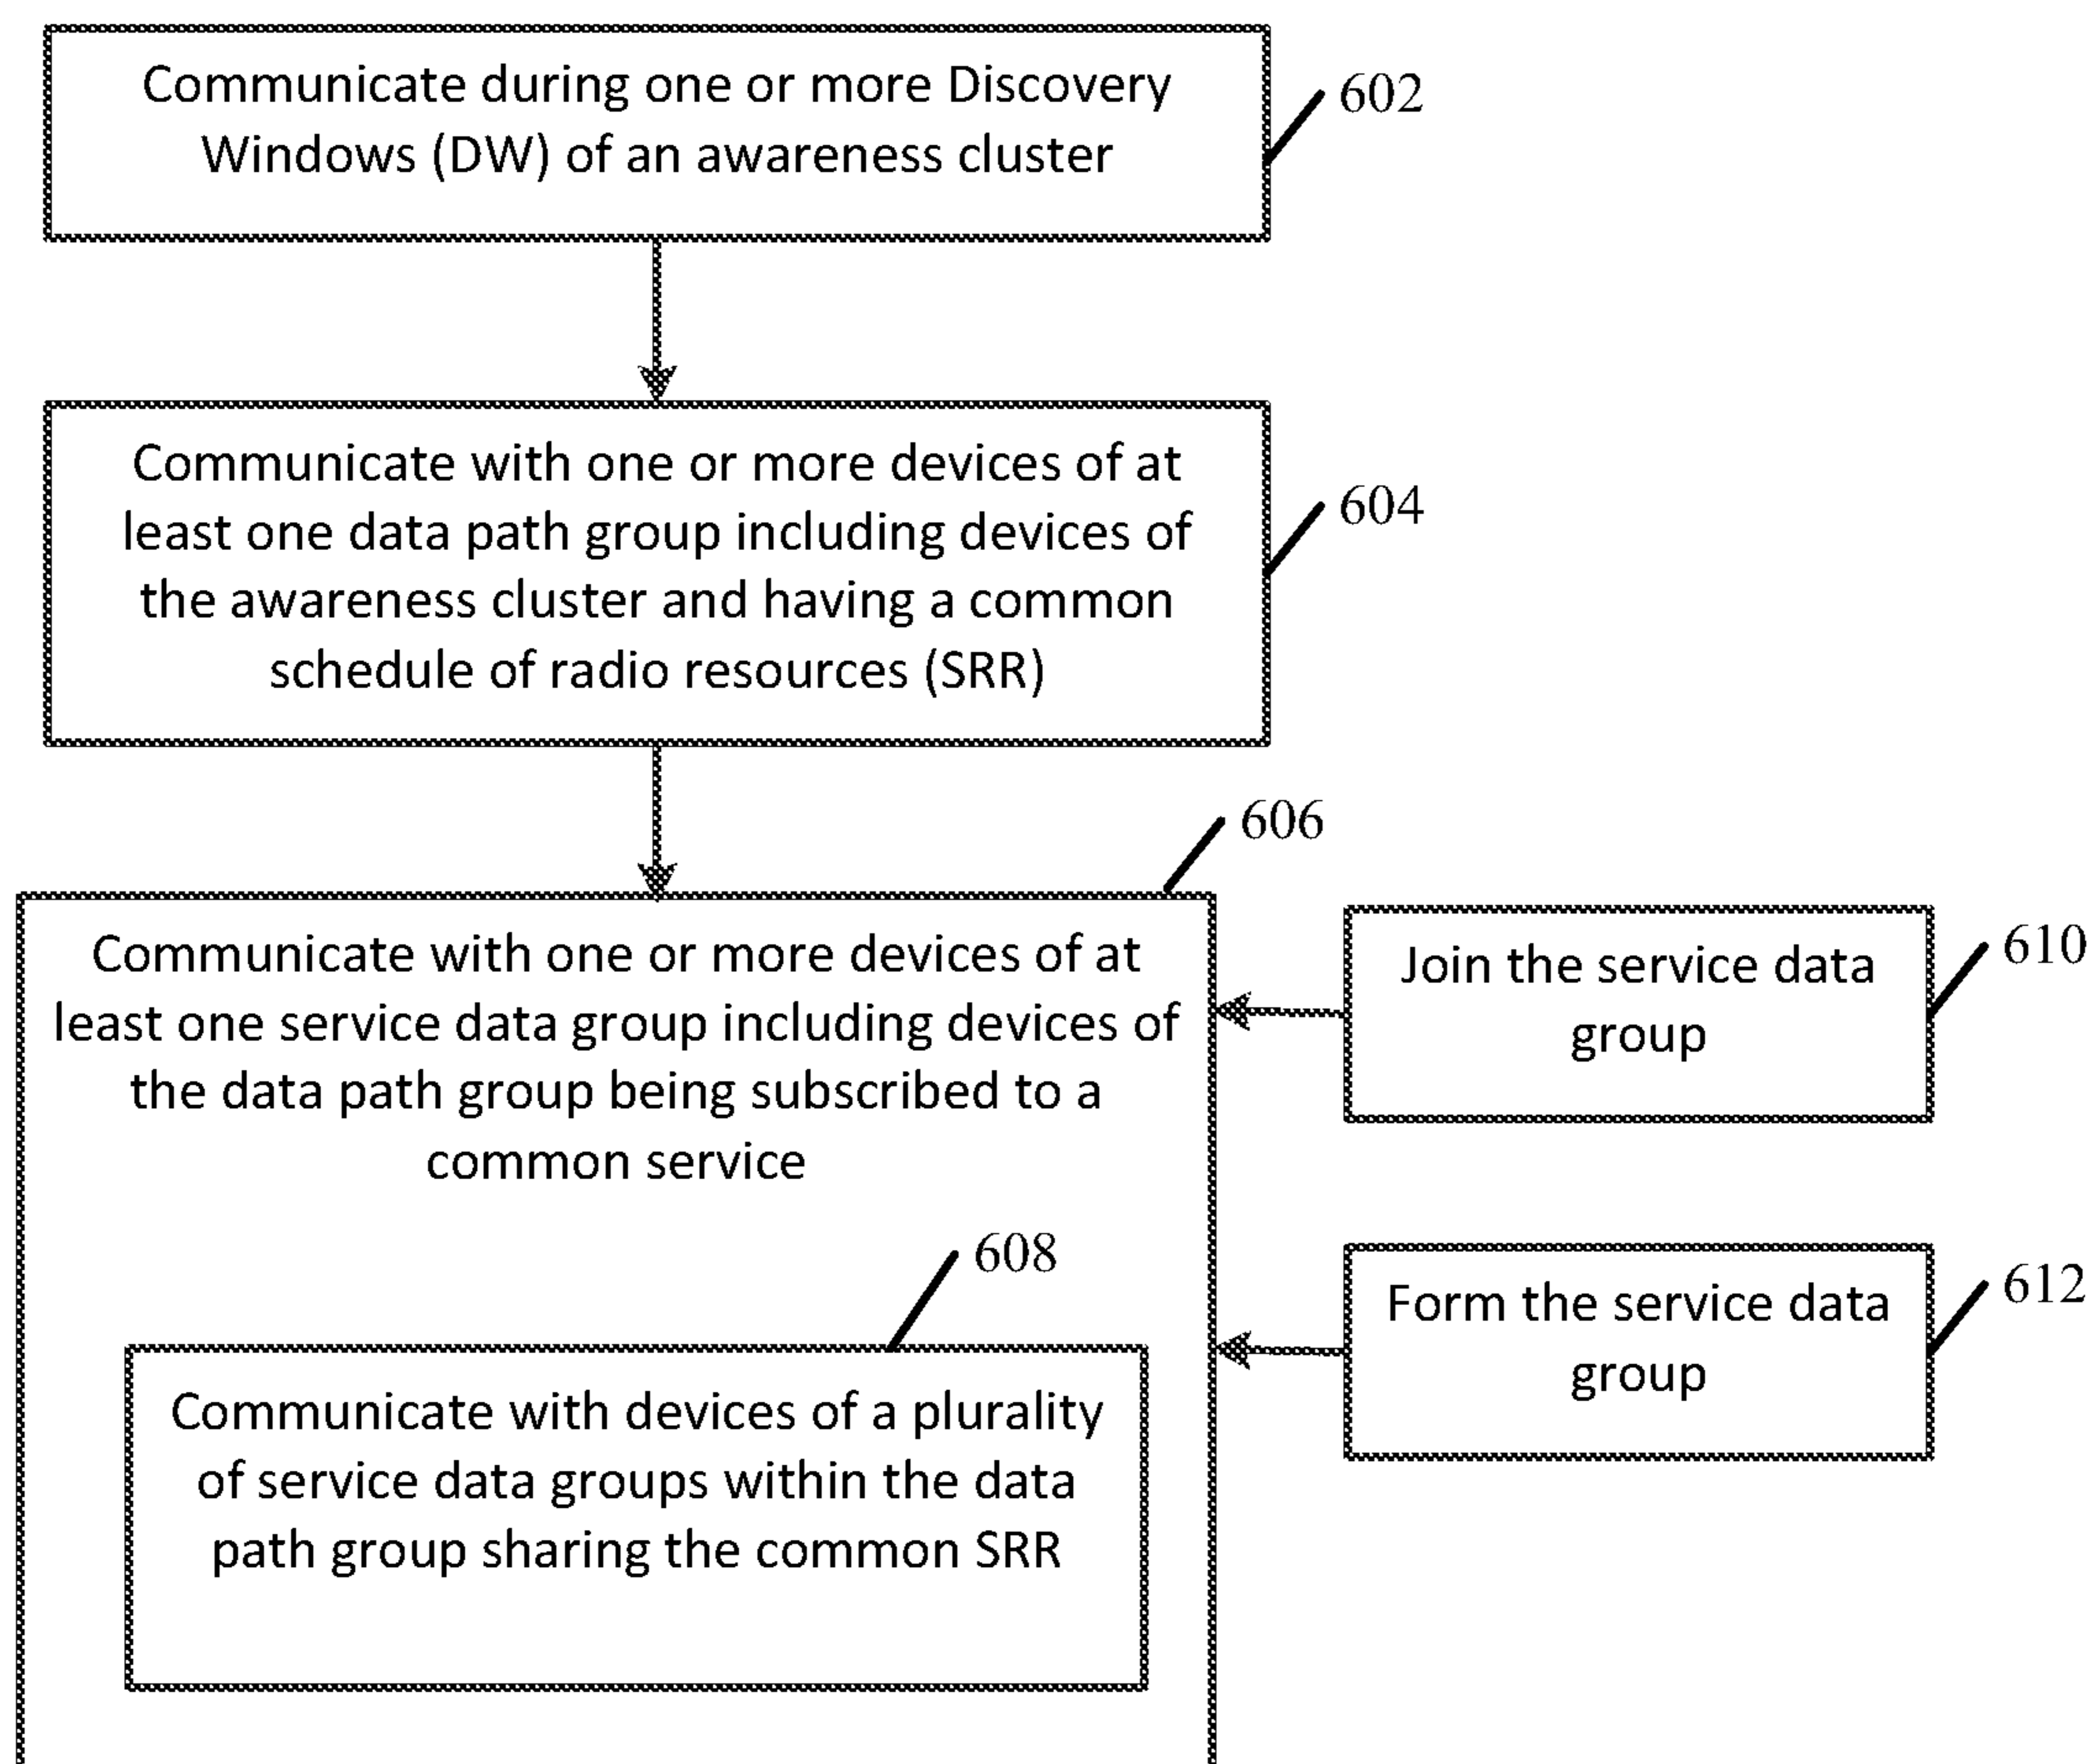 Communicate during one or more Discovery
Windows (DW) of an awareness cluster
602
Communicate with one or more devices of at
least one data path group including devices of
the awareness cluster and having a common
schedule of radio resources (SRR)
604
606
Communicate with one or more devices of at
least one service data group including devices of
the data path group being subscribed to a
common service
608
Communicate with devices of a plurality
of service data groups within the data
path group sharing the common SRR
Join the service data
group
610
Form the service data
group
612